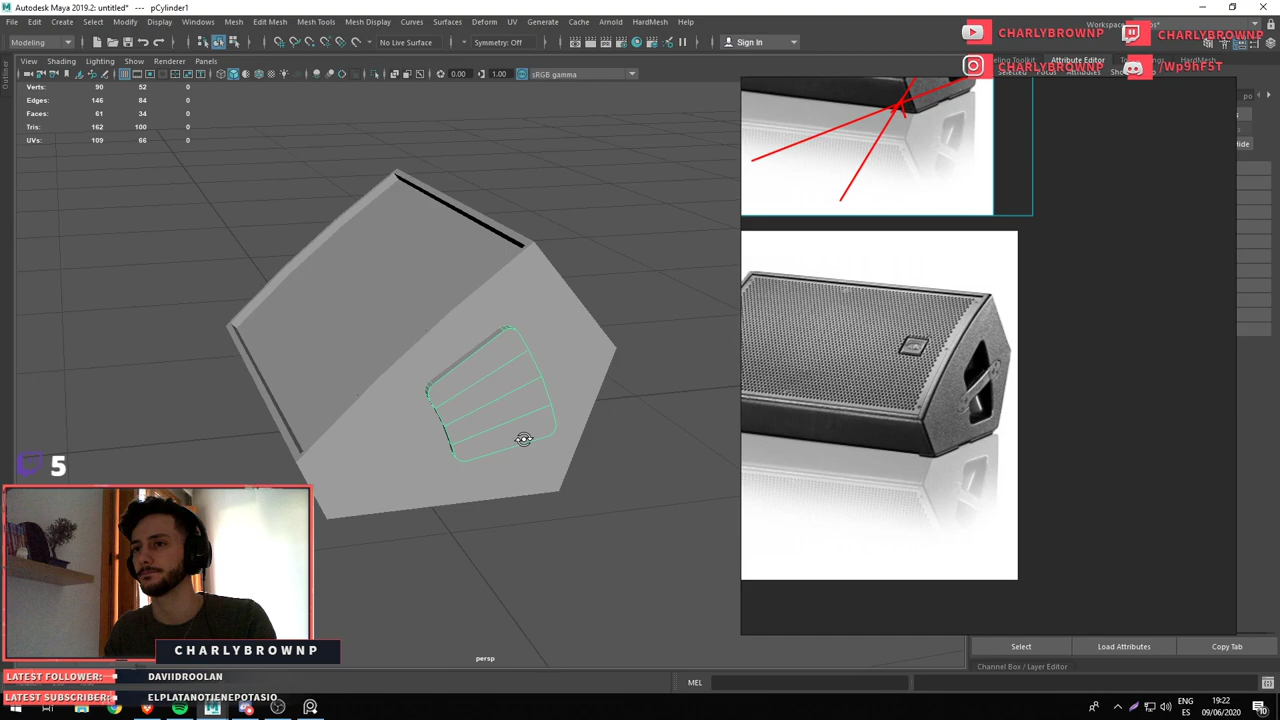 Autodesk Maya 2019.2: untitled* --- pCylinder1
File Edit Create Select Modify Display Windows Mesh Edit Mesh Mesh Tools Mesh Display Curves Surfaces Deform UV Generate Cache Arnold HardMesh Help
Modeling No Live Surface Symmetry: Off Sign In
CHARLYBROWNP CHARLYBROWNP
CHARLYBROWNP /Wp9hF5T
Attribute Editor
View Shading Lighting Show Renderer Panels
0.00 1.00 sRGB gamma
Verts: 90 52 0
Edges: 146 84 0
Faces: 61 34 0
Tris: 162 100 0
UVs: 109 66 0
5
CHARLYBROWNP
persp
Select Load Attributes Copy Tab
Channel Box / Layer Editor
MEL
LATEST FOLLOWER: DAVIIDROOLAN
LATEST SUBSCRIBER: ELPLATANOTIENEPOTASIO
ENG
ES
19:22
09/06/2020